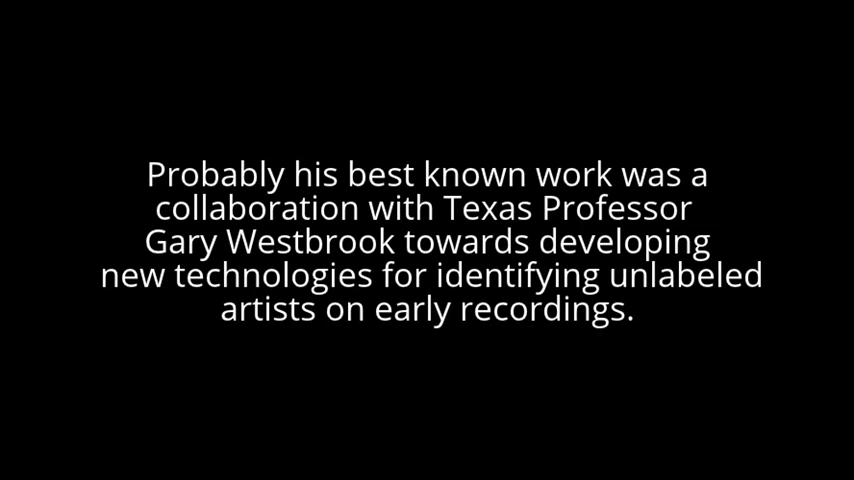 Probably his best known work was a
collaboration with Texas Professor
Gary Westbrook towards developing
new technologies for identifying unlabeled
artists on early recordings.